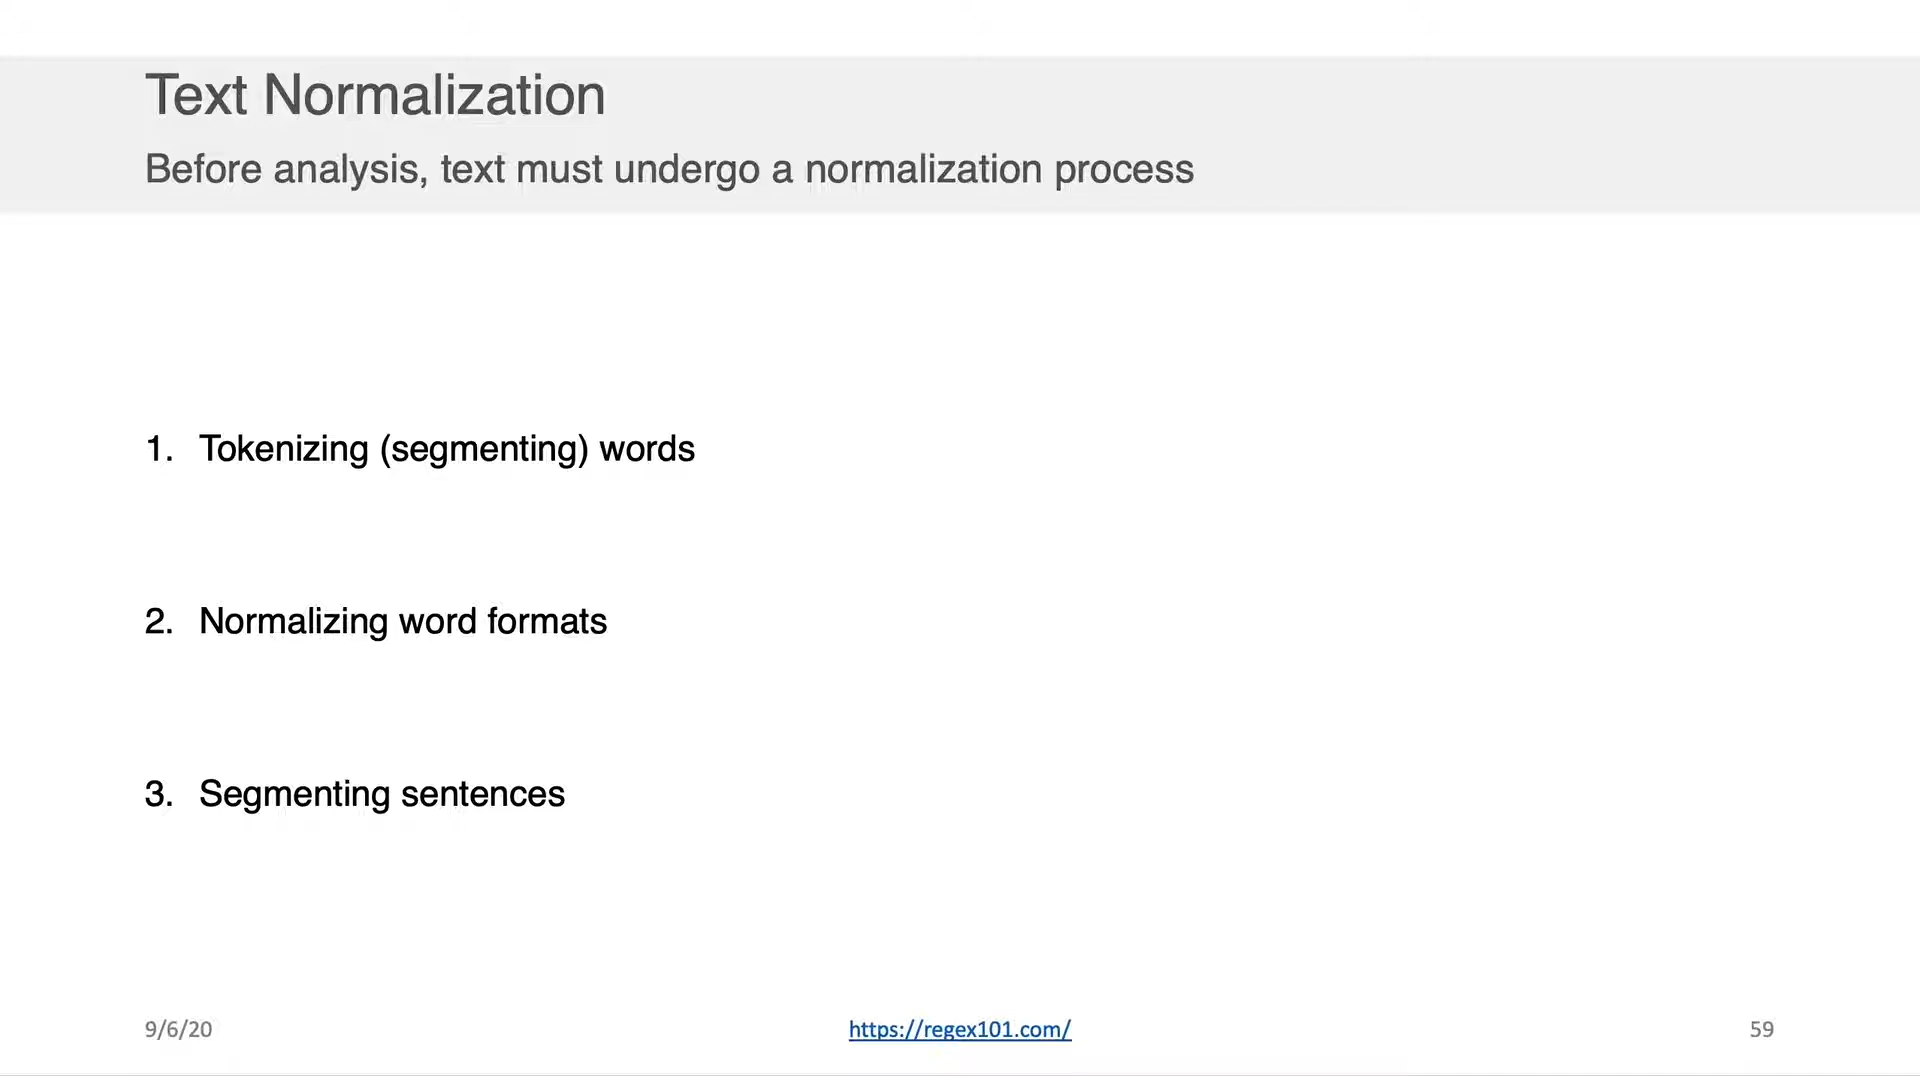 Text Normalization
Before analysis, text must undergo a normalization process
1. Tokenizing (segmenting) words
2. Normalizing word formats
3. Segmenting sentences
9/6/20
https://regex101.com/
59